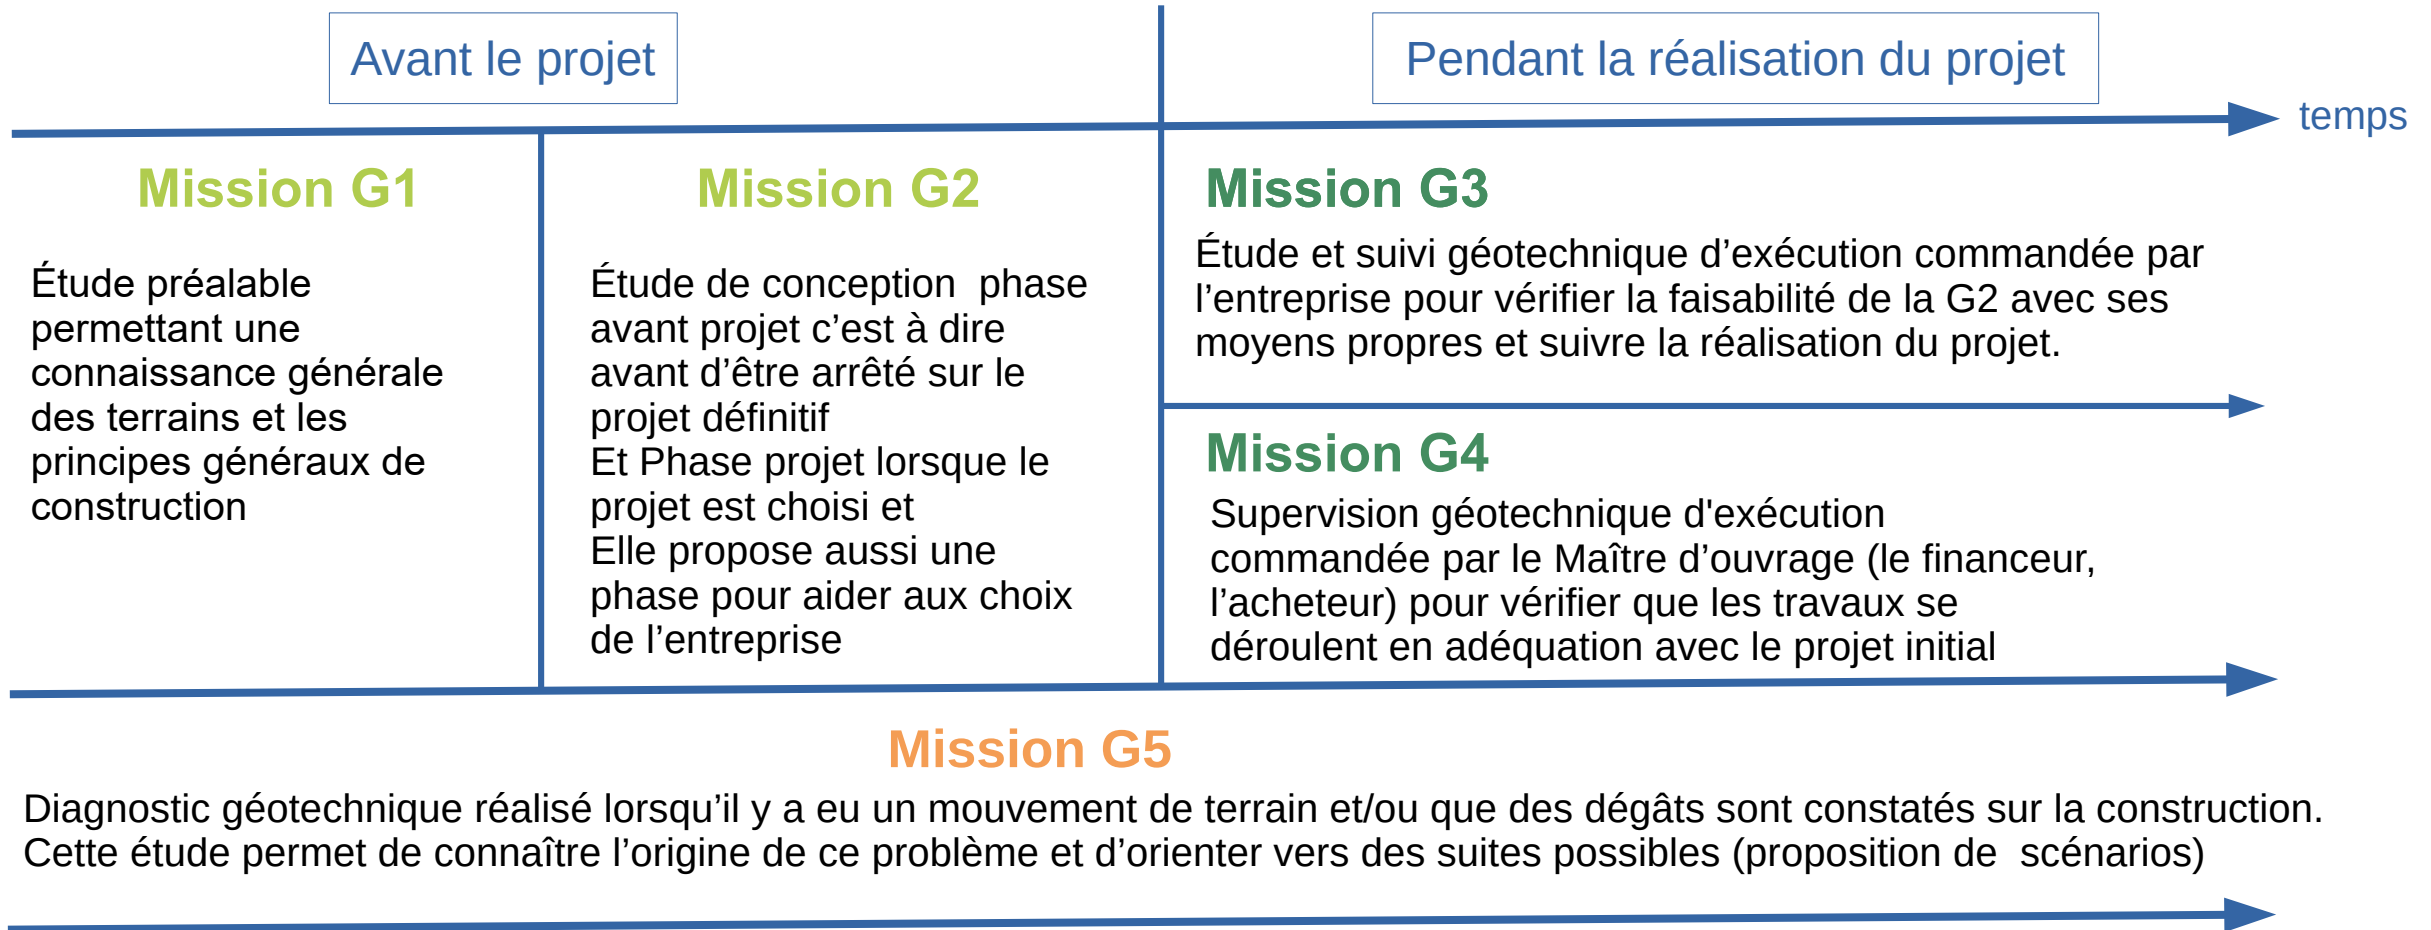 Avant le projet
Pendant la réalisation du projet
temps
Mission G1
Étude préalable
permettant une
connaissance générale
des terrains et les
principes généraux de
construction
Mission G2
Étude de conception  phase
avant projet c’est à dire
avant d’être arrêté sur le
projet définitif
Et Phase projet lorsque le
projet est choisi et
Elle propose aussi une
phase pour aider aux choix
de l’entreprise
Mission G3
Étude et suivi géotechnique d’exécution commandée par
l’entreprise pour vérifier la faisabilité de la G2 avec ses
moyens propres et suivre la réalisation du projet.
Mission G4
Supervision géotechnique d'exécution
commandée par le Maître d’ouvrage (le financeur,
l’acheteur) pour vérifier que les travaux se
déroulent en adéquation avec le projet initial
Mission G5
Diagnostic géotechnique réalisé lorsqu’il y a eu un mouvement de terrain et/ou que des dégâts sont constatés sur la construction.
Cette étude permet de connaître l’origine de ce problème et d’orienter vers des suites possibles (proposition de  scénarios)